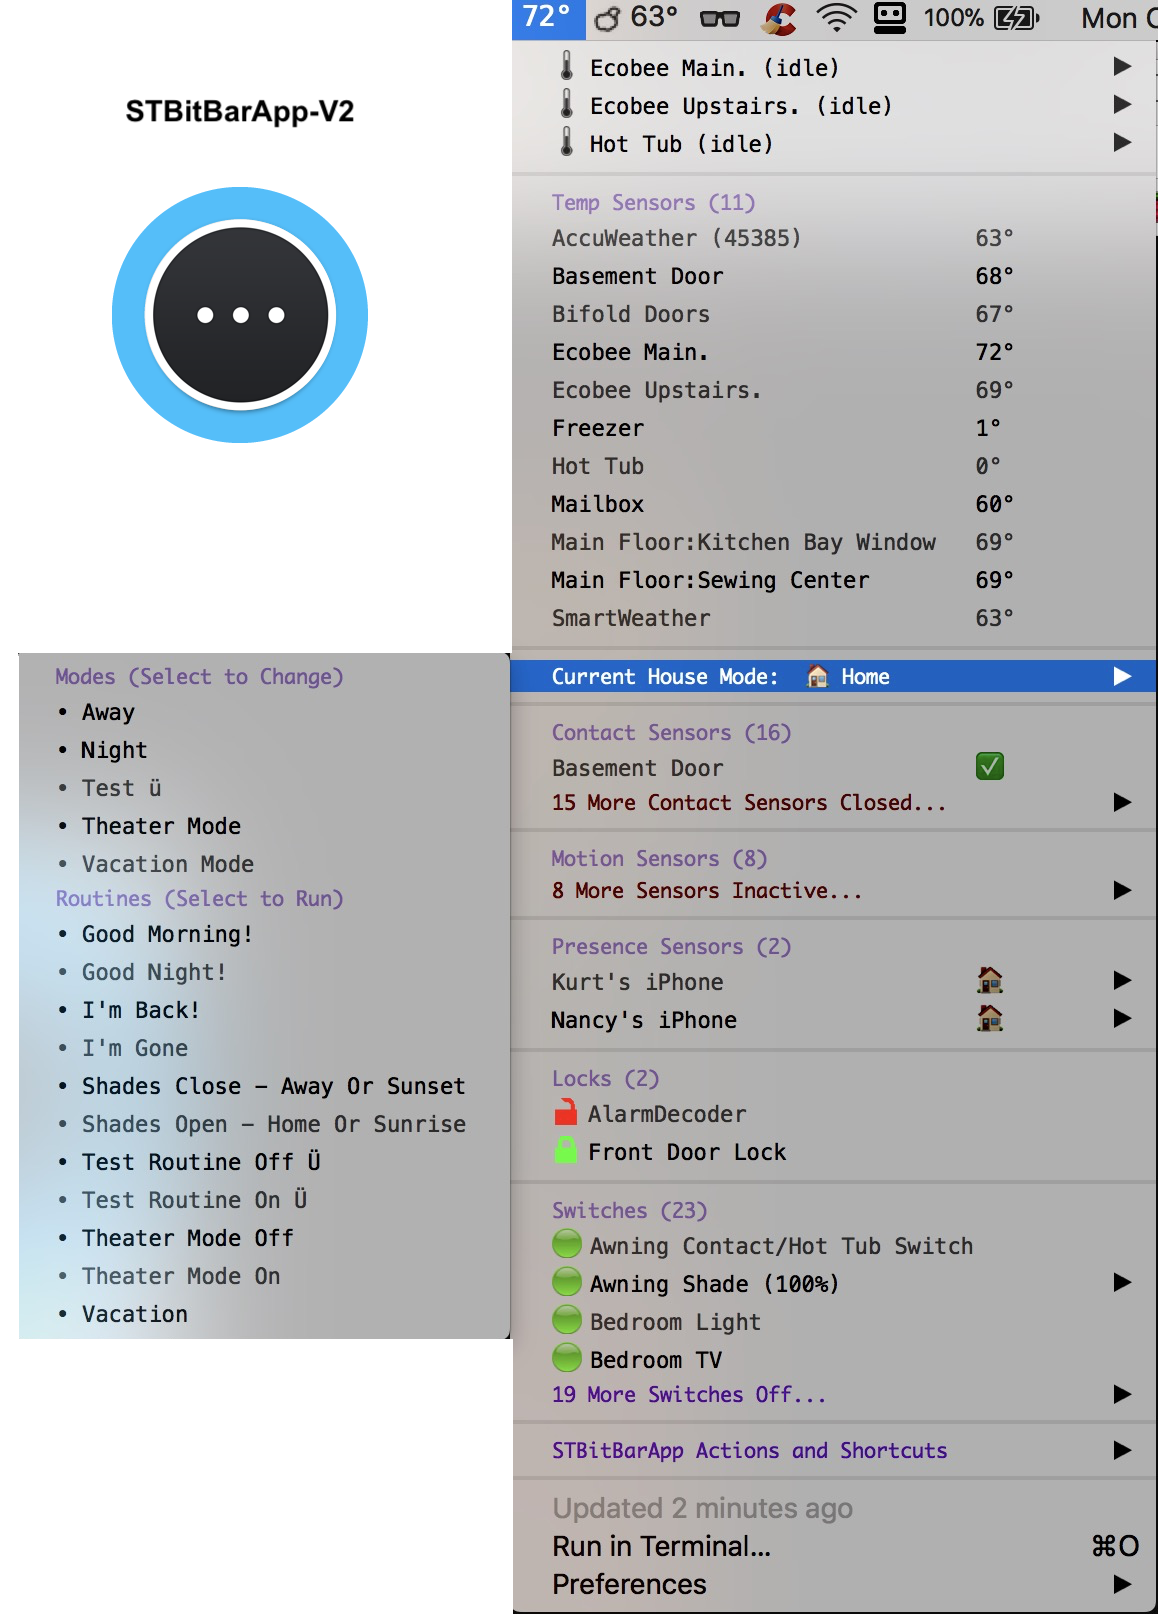 STBitBarApp-V2
72° 63° 100% Mon
Ecobee Main. (idle)
Ecobee Upstairs. (idle)
Hot Tub (idle)
Temp Sensors (11)
AccuWeather (45385) 63°
Basement Door 68°
Bifold Doors 67°
Ecobee Main. 72°
Ecobee Upstairs. 69°
Freezer 1°
Hot Tub 0°
Mailbox 60°
Main Floor:Kitchen Bay Window 69°
Main Floor:Sewing Center 69°
SmartWeather 63°
Current House Mode: Home
Modes (Select to Change)
• Away
• Night
• Test ü
• Theater Mode
• Vacation Mode
Routines (Select to Run)
• Good Morning!
• Good Night!
• I'm Back!
• I'm Gone
• Shades Close – Away Or Sunset
• Shades Open – Home Or Sunrise
• Test Routine Off Ü
• Test Routine On Ü
• Theater Mode Off
• Theater Mode On
• Vacation
Contact Sensors (16)
Basement Door
15 More Contact Sensors Closed...
Motion Sensors (8)
8 More Sensors Inactive...
Presence Sensors (2)
Kurt's iPhone
Nancy's iPhone
Locks (2)
AlarmDecoder
Front Door Lock
Switches (23)
Awning Contact/Hot Tub Switch
Awning Shade (100%)
Bedroom Light
Bedroom TV
19 More Switches Off...
STBitBarApp Actions and Shortcuts
Updated 2 minutes ago
Run in Terminal... ⌘O
Preferences